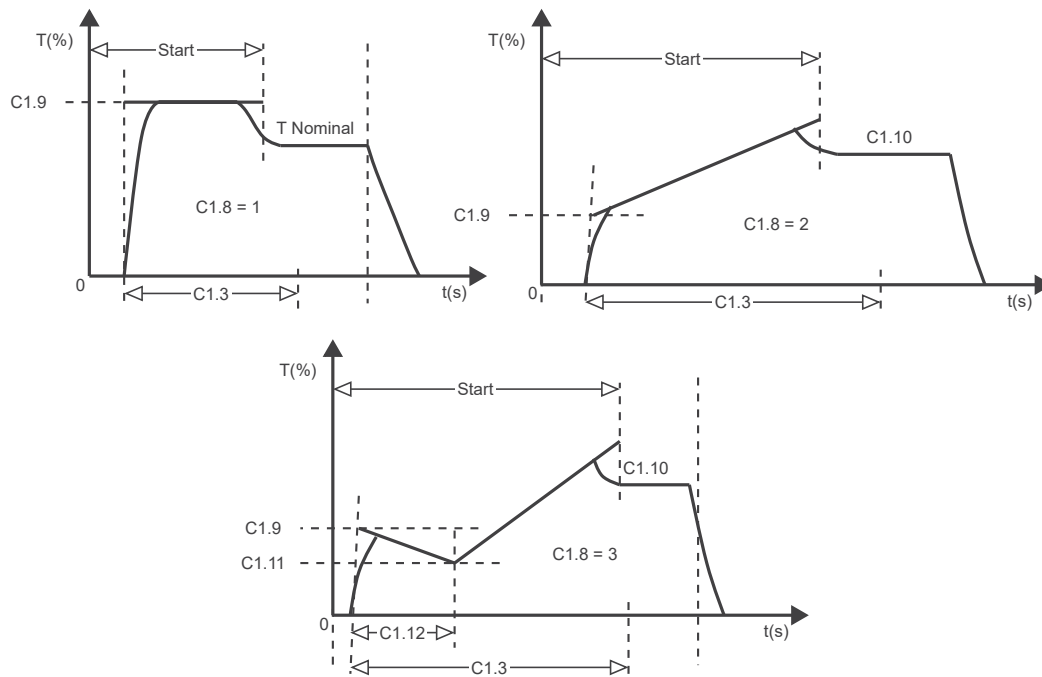 T(%)
Start
C1.9
T Nominal
C1.8 = 1
0
C1.3
t(s)
T(%)
Start
C1.10
C1.9
C1.8 = 2
0
C1.3
t(s)
T(%)
Start
C1.10
C1.9
C1.11
C1.8 = 3
0
C1.12
t(s)
C1.3